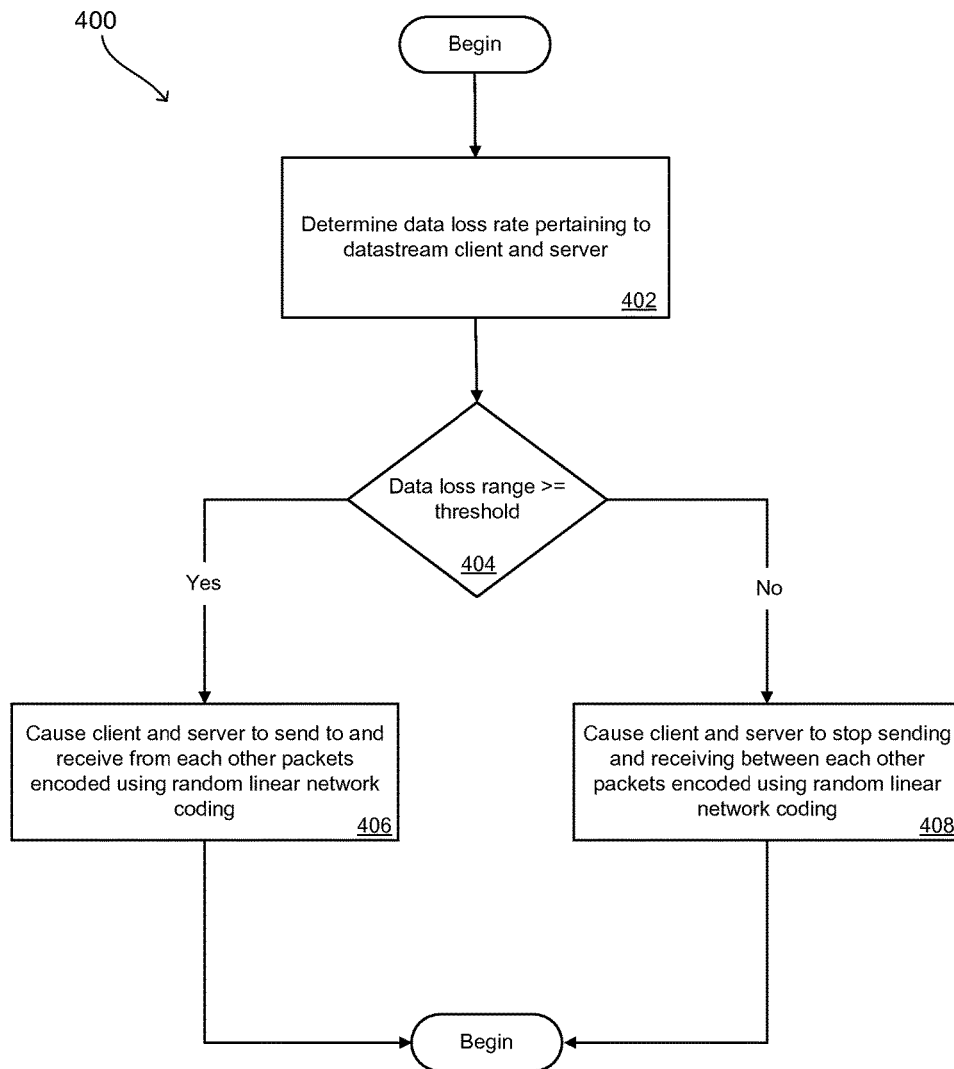 400
Begin
Determine data loss rate pertaining to
datastream client and server
402
Data loss range >=
threshold
404
Yes
No
Cause client and server to send to and
receive from each other packets
encoded using random linear network
coding
406
Cause client and server to stop sending
and receiving between each other
packets encoded using random linear
network coding
408
Begin